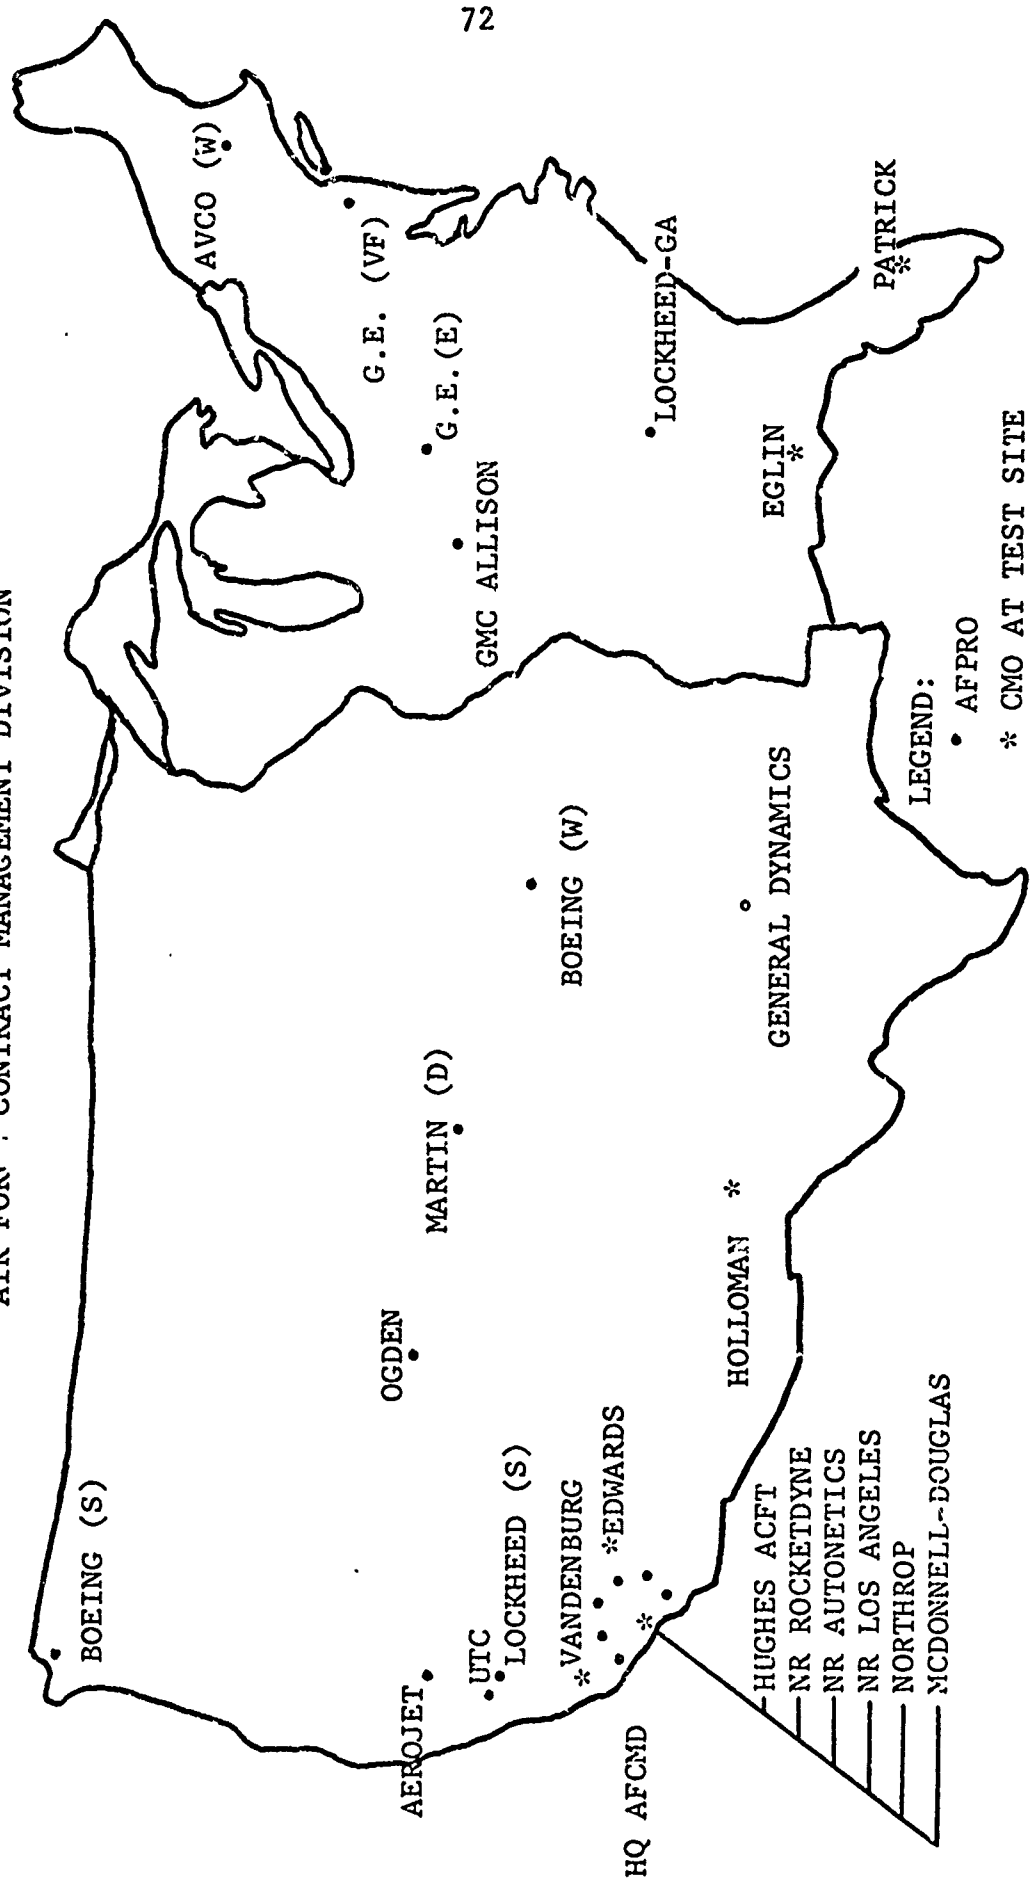 72
AIR FORC : CONTRACT MANAGEMENT DIVISION
BOEING (S)
AEROJET
UTC
LOCKHEED (S)
VANDENBURG
*EDWARDS
HQ AFCMD
HUGHES ACFT
NR ROCKETDYNE
NR AUTONETICS
NR LOS ANGELES
NORTHROP
MCDONNELL-DOUGLAS
OGDEN
HOLLOMAN *
MARTIN (D)
BOEING (W)
GENERAL DYNAMICS
GMC ALLISON
G.E.(E)
G.E. (VF)
AVCO (W)
LOCKHEED-GA
EGLIN
PATRICK
LEGEND:
• AFPRO
* CMO AT TEST SITE